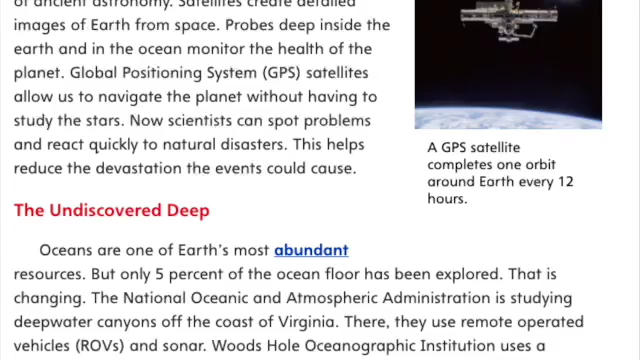 of ancient astronomy. Satellites create detailed
images of Earth from space. Probes deep inside the
earth and in the ocean monitor the health of the
planet. Global Positioning System (GPS) satellites
allow us to navigate the planet without having to
study the stars. Now scientists can spot problems
and react quickly to natural disasters. This helps
reduce the devastation the events could cause.
A GPS satellite
completes one orbit
around Earth every 12
hours.
The Undiscovered Deep
Oceans are one of Earth's most abundant
resources. But only 5 percent of the ocean floor has been explored. That is
changing. The National Oceanic and Atmospheric Administration is studying
deepwater canyons off the coast of Virginia. There, they use remote operated
vehicles (ROVs) and sonar. Woods Hole Oceanographic Institution uses a